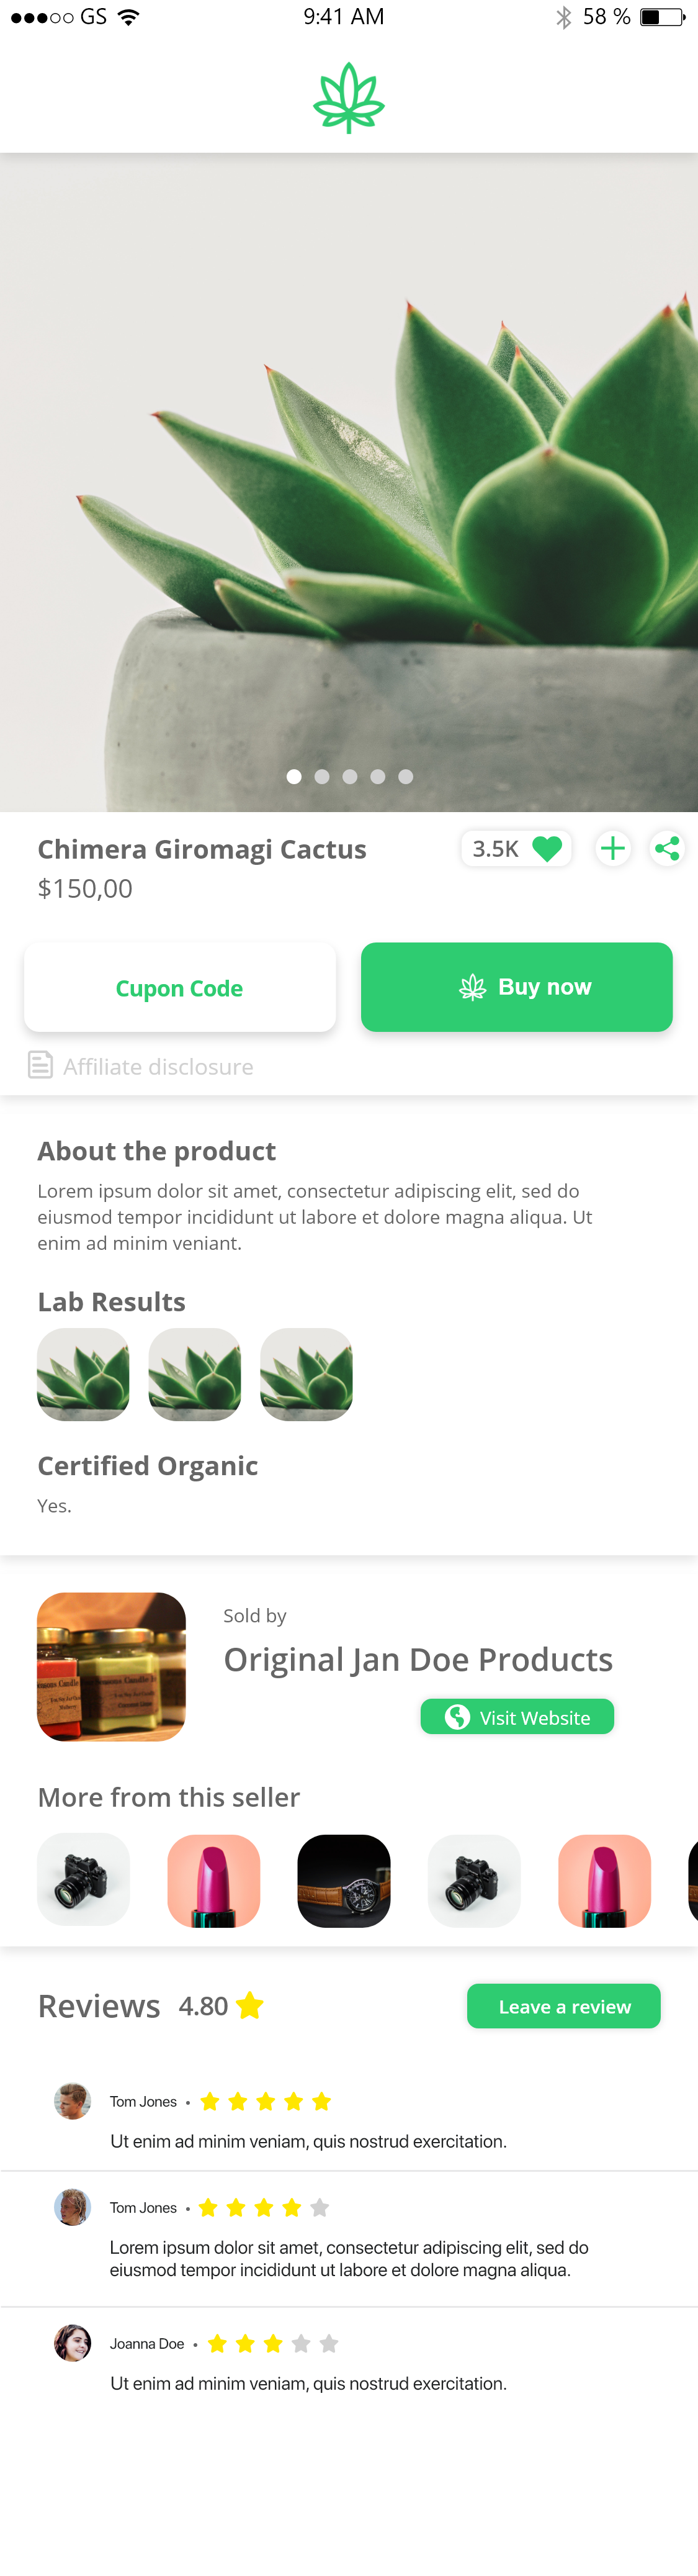 GS 9:41 AM 58 %
Chimera Giromagi Cactus 3.5K
$150,00
Cupon Code Buy now
Affiliate disclosure
About the product
Lorem ipsum dolor sit amet, consectetur adipiscing elit, sed do
eiusmod tempor incididunt ut labore et dolore magna aliqua. Ut
enim ad minim veniant.
Lab Results
Certified Organic
Yes.
Sold by
Original Jan Doe Products
Visit Website
More from this seller
Reviews 4.80 Leave a review
Tom Jones •
Ut enim ad minim veniam, quis nostrud exercitation.
Tom Jones •
Lorem ipsum dolor sit amet, consectetur adipiscing elit, sed do
eiusmod tempor incididunt ut labore et dolore magna aliqua.
Joanna Doe •
Ut enim ad minim veniam, quis nostrud exercitation.